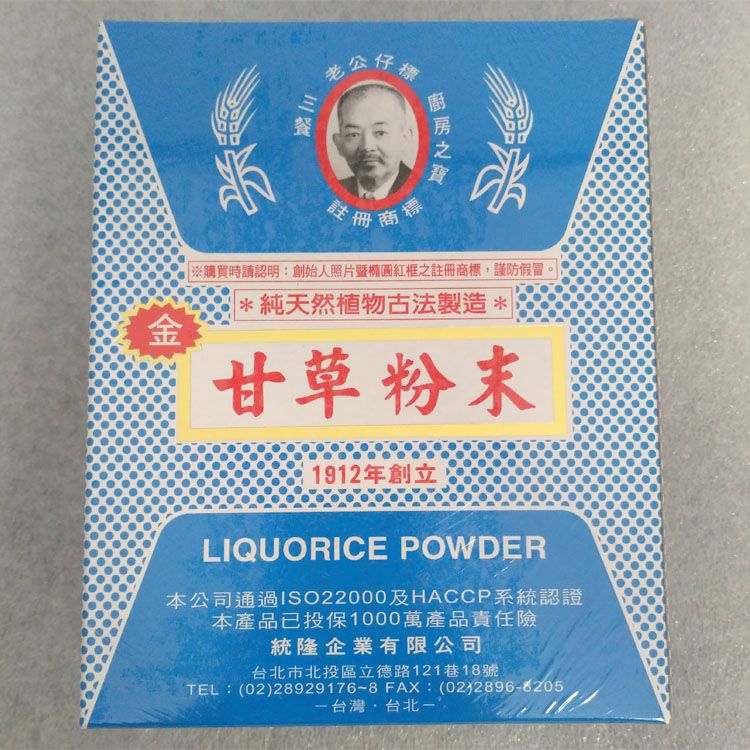 老公仔標
三餐
廚房之寶
註冊商標
※購買時請認明：創始人照片暨橢圓紅框之註冊商標，謹防假冒。
＊純天然植物古法製造＊
金
甘草粉末
1912年創立
LIQUORICE POWDER
本公司通過ISO22000及HACCP系統認證
本產品已投保1000萬產品責任險
統隆企業有限公司
台北市北投區立德路121巷18號
TEL：(02)28929176~8 FAX：(02)2896-8205
－台灣·台北－